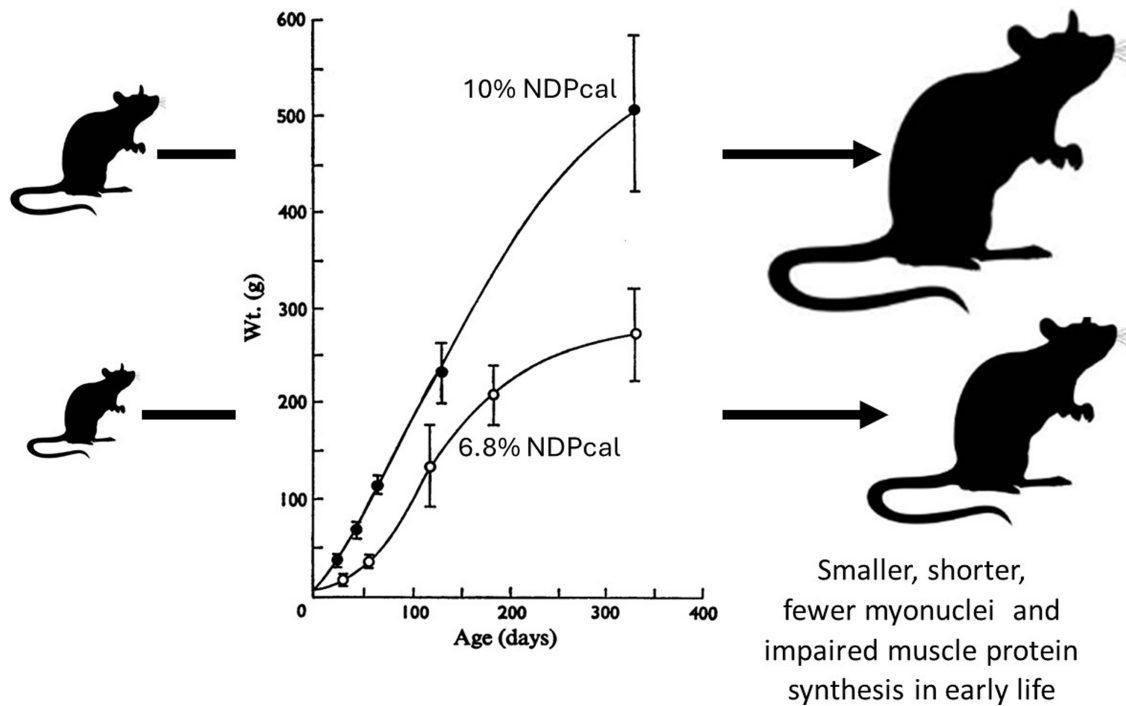 600
500
400
300
200
100
0
100
200
300
400
Wt. (g)
Age (days)
10% NDPcal
6.8% NDPcal
Smaller, shorter,
fewer myonuclei and
impaired muscle protein
synthesis in early life